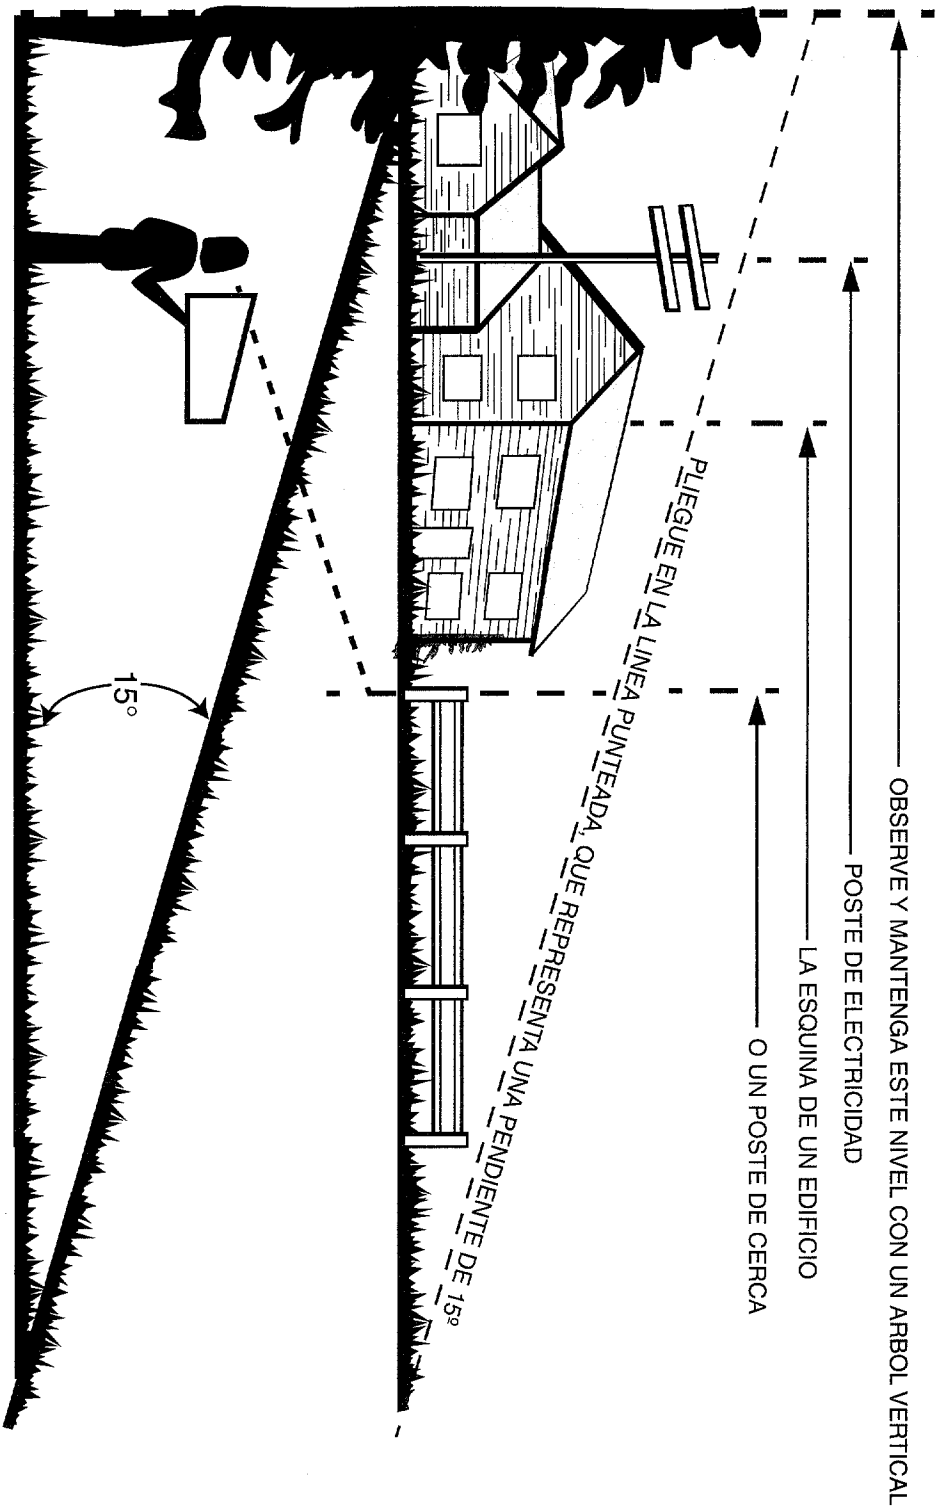 OBSERVE Y MANTENGA ESTE NIVEL CON UN ARBOL VERTICAL
POSTE DE ELECTRICIDAD
LA ESQUINA DE UN EDIFICIO
O UN POSTE DE CERCA
PLIEGUE EN LA LINEA PUNTEADA, QUE REPRESENTA UNA PENDIENTE DE 15º
15°